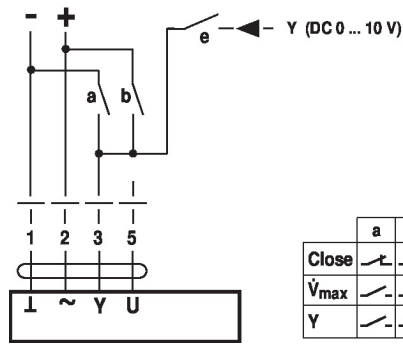 - +
e Y (DC 0 ... 10 V)
a b
1 2 3 5
⊥ ~ Y U
a
Close
V̇max
Y